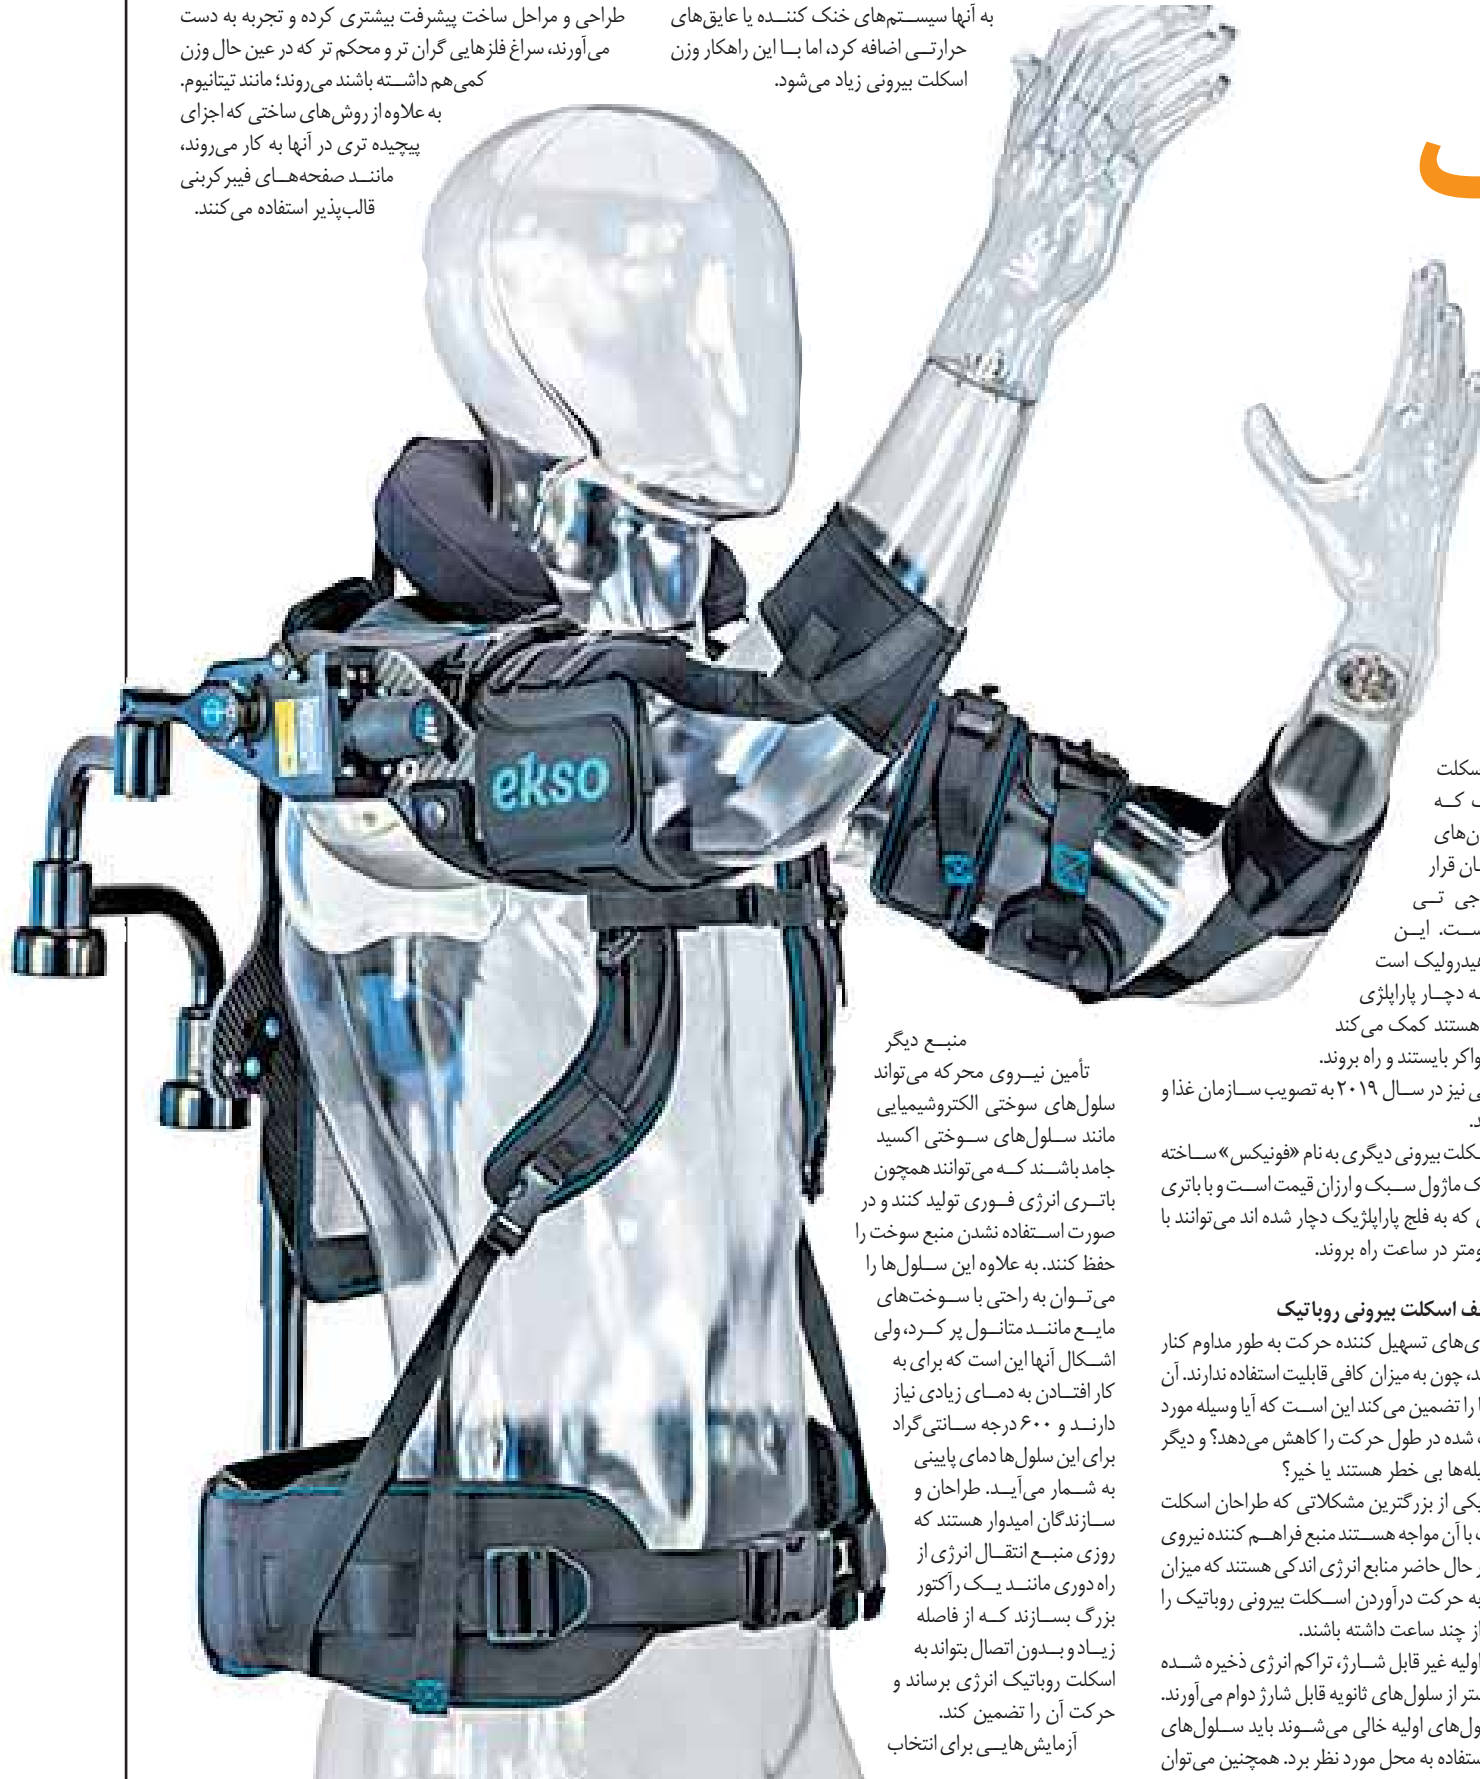 سکلت
که
ن‌های
ان قرار
جی تی
ست. این
هیدرولیک است
ه دچار پاراپلژی
هستند کمک می‌کند
واکر بایستند و راه بروند.
ی نیز در سال ۲۰۱۹ به تصویب سازمان غذا و
د.
کلت بیرونی دیگری به نام «فونیکس» ساخته
ک ماژول سبک و ارزان قیمت است و با باتری
ی که به فلج پاراپلژیک دچار شده اند می‌توانند با
ومتر در ساعت راه بروند.
ف اسکلت بیرونی روباتیک
ی‌های تسهیل کننده حرکت به طور مداوم کنار
ند، چون به میزان کافی قابلیت استفاده ندارند. آن
ا را تضمین می‌کند این است که آیا وسیله مورد
شده در طول حرکت را کاهش می‌دهد؟ و دیگر
یله‌ها بی خطر هستند یا خیر؟
یکی از بزرگترین مشکلاتی که طراحان اسکلت
با آن مواجه هستند منبع فراهم کننده نیروی
ر حال حاضر منابع انرژی اندکی هستند که میزان
به حرکت درآوردن اسکلت بیرونی روباتیک را
از چند ساعت داشته باشند.
اولیه غیر قابل شارژ، تراکم انرژی ذخیره شده
ستر از سلول‌های ثانویه قابل شارژ دوام می‌آورند.
ول‌های اولیه خالی می‌شوند باید سلول‌های
ستفاده به محل مورد نظر برد. همچنین می‌توان
به آنها سیستم‌های خنک کننده یا عایق‌های
حرارتی اضافه کرد، اما با این راهکار وزن
اسکلت بیرونی زیاد می‌شود.
منبع دیگر
تأمین نیروی محرکه می‌تواند
سلول‌های سوختی الکتروشیمیایی
مانند سلول‌های سوختی اکسید
جامد باشند که می‌توانند همچون
باتری انرژی فوری تولید کنند و در
صورت استفاده نشدن منبع سوخت را
حفظ کنند. به علاوه این سلول‌ها را
می‌توان به راحتی با سوخت‌های
مایع مانند متانول پر کرد، ولی
اشکال آنها این است که برای به
کار افتادن به دمای زیادی نیاز
دارند و ۶۰۰ درجه سانتی‌گراد
برای این سلول‌ها دمای پایینی
به شمار می‌آید. طراحان و
سازندگان امیدوار هستند که
روزی منبع انتقال انرژی از
راه دوری مانند یک رآکتور
بزرگ بسازند که از فاصله
زیاد و بدون اتصال بتواند به
اسکلت روباتیک انرژی برساند و
حرکت آن را تضمین کند.
آزمایش‌هایی برای انتخاب
طراحی و مراحل ساخت پیشرفت بیشتری کرده و تجربه به دست
می‌آورند، سراغ فلزهایی گران تر و محکم تر که در عین حال وزن
کمی هم داشته باشند می‌روند؛ مانند تیتانیوم.
به علاوه از روش‌های ساختی که اجزای
پیچیده تری در آنها به کار می‌روند،
مانند صفحه‌های فیبر کربنی
قالب‌پذیر استفاده می‌کنند.
ekso